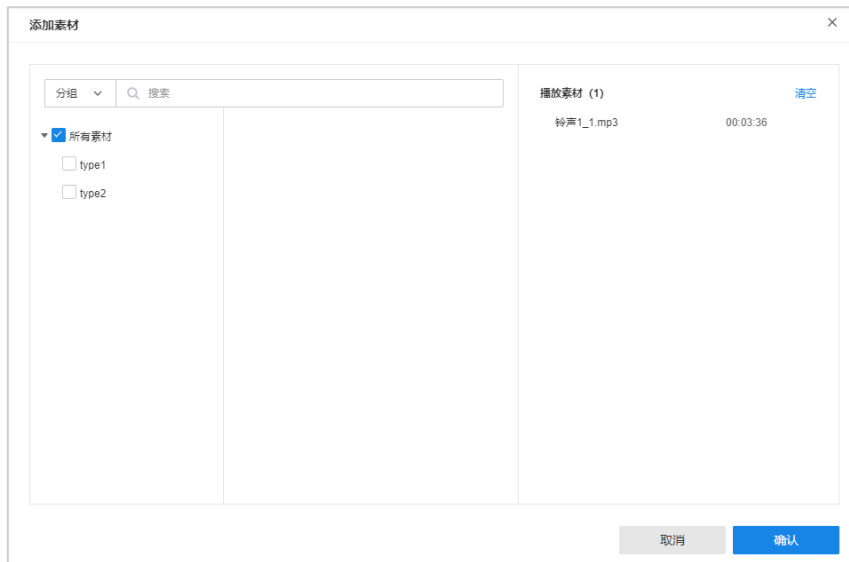 添加素材
分组 搜索
所有素材
type1
type2
播放素材 (1) 清空
铃声1_1.mp3 00:03:36
取消 确认